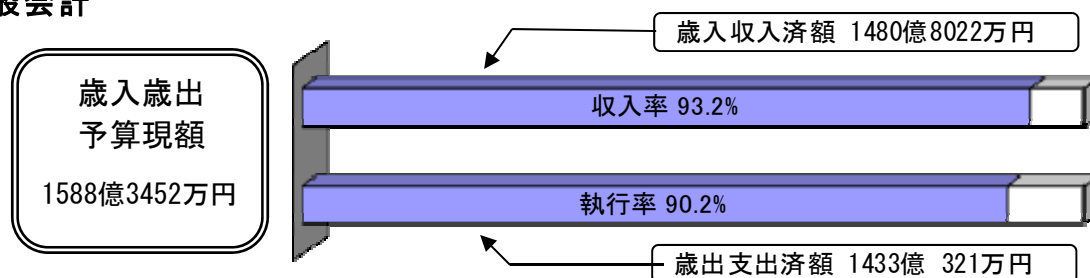 般会計
歳入収入済額 1480億8022万円
歳入歳出
予算現額
1588億3452万円
収入率 93.2%
執行率 90.2%
歳出支出済額 1433億 321万円